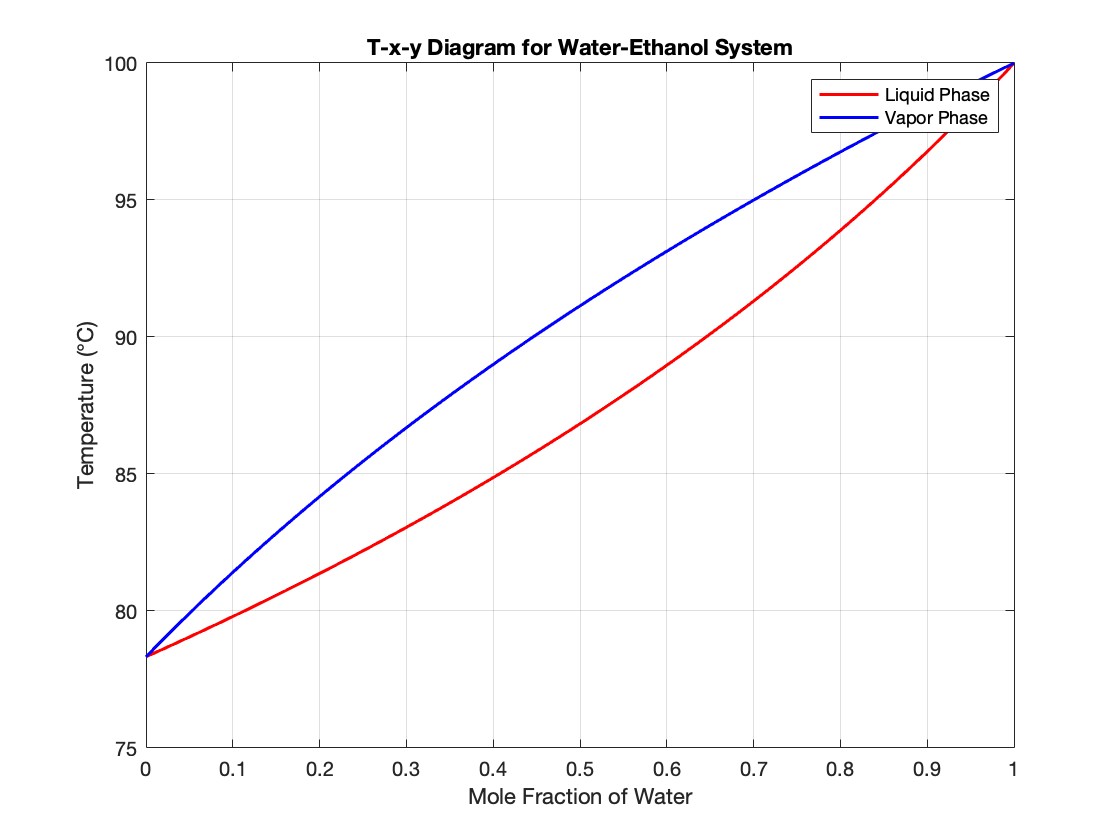 T-x-y Diagram for Water-Ethanol System
Liquid Phase
Vapor Phase
100
95
90
85
80
75
Temperature (°C)
0 0.1 0.2 0.3 0.4 0.5 0.6 0.7 0.8 0.9 1
Mole Fraction of Water